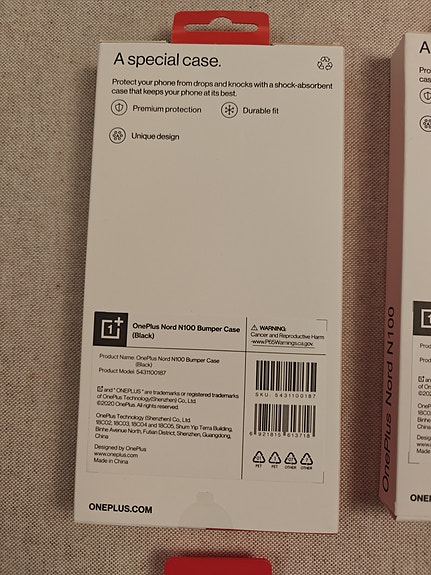 A special case.
Protect your phone from drops and knocks with a shock-absorbent
case that keeps your phone at its best.
Premium protection
Durable fit
Unique design
OnePlus Nord N100 Bumper Case
(Black)
WARNING:
Cancer and Reproductive Harm
-www.P65Warnings.ca.gov.
Product Name: OnePlus Nord N100 Bumper Case
(Black)
Product Model: 5431100187
and " ONEPLUS " are trademarks or registered trademarks
of OnePlus Technology(Shenzhen) Co., Ltd.
©2020 OnePlus. All rights reserved.
OnePlus Technology (Shenzhen) Co., Ltd.
18C02, 18C03, 18C04 and 18C05, Shum Yip Terra Building,
Binhe Avenue North, Futian District, Shenzhen, Guangdong,
China
Designed by OnePlus
www.oneplus.com
Made in China
SKU: 5431100187
6 921815 613718
PET
PET
OTHER
OTHER
ONEPLUS.COM
OnePlus Nord N100